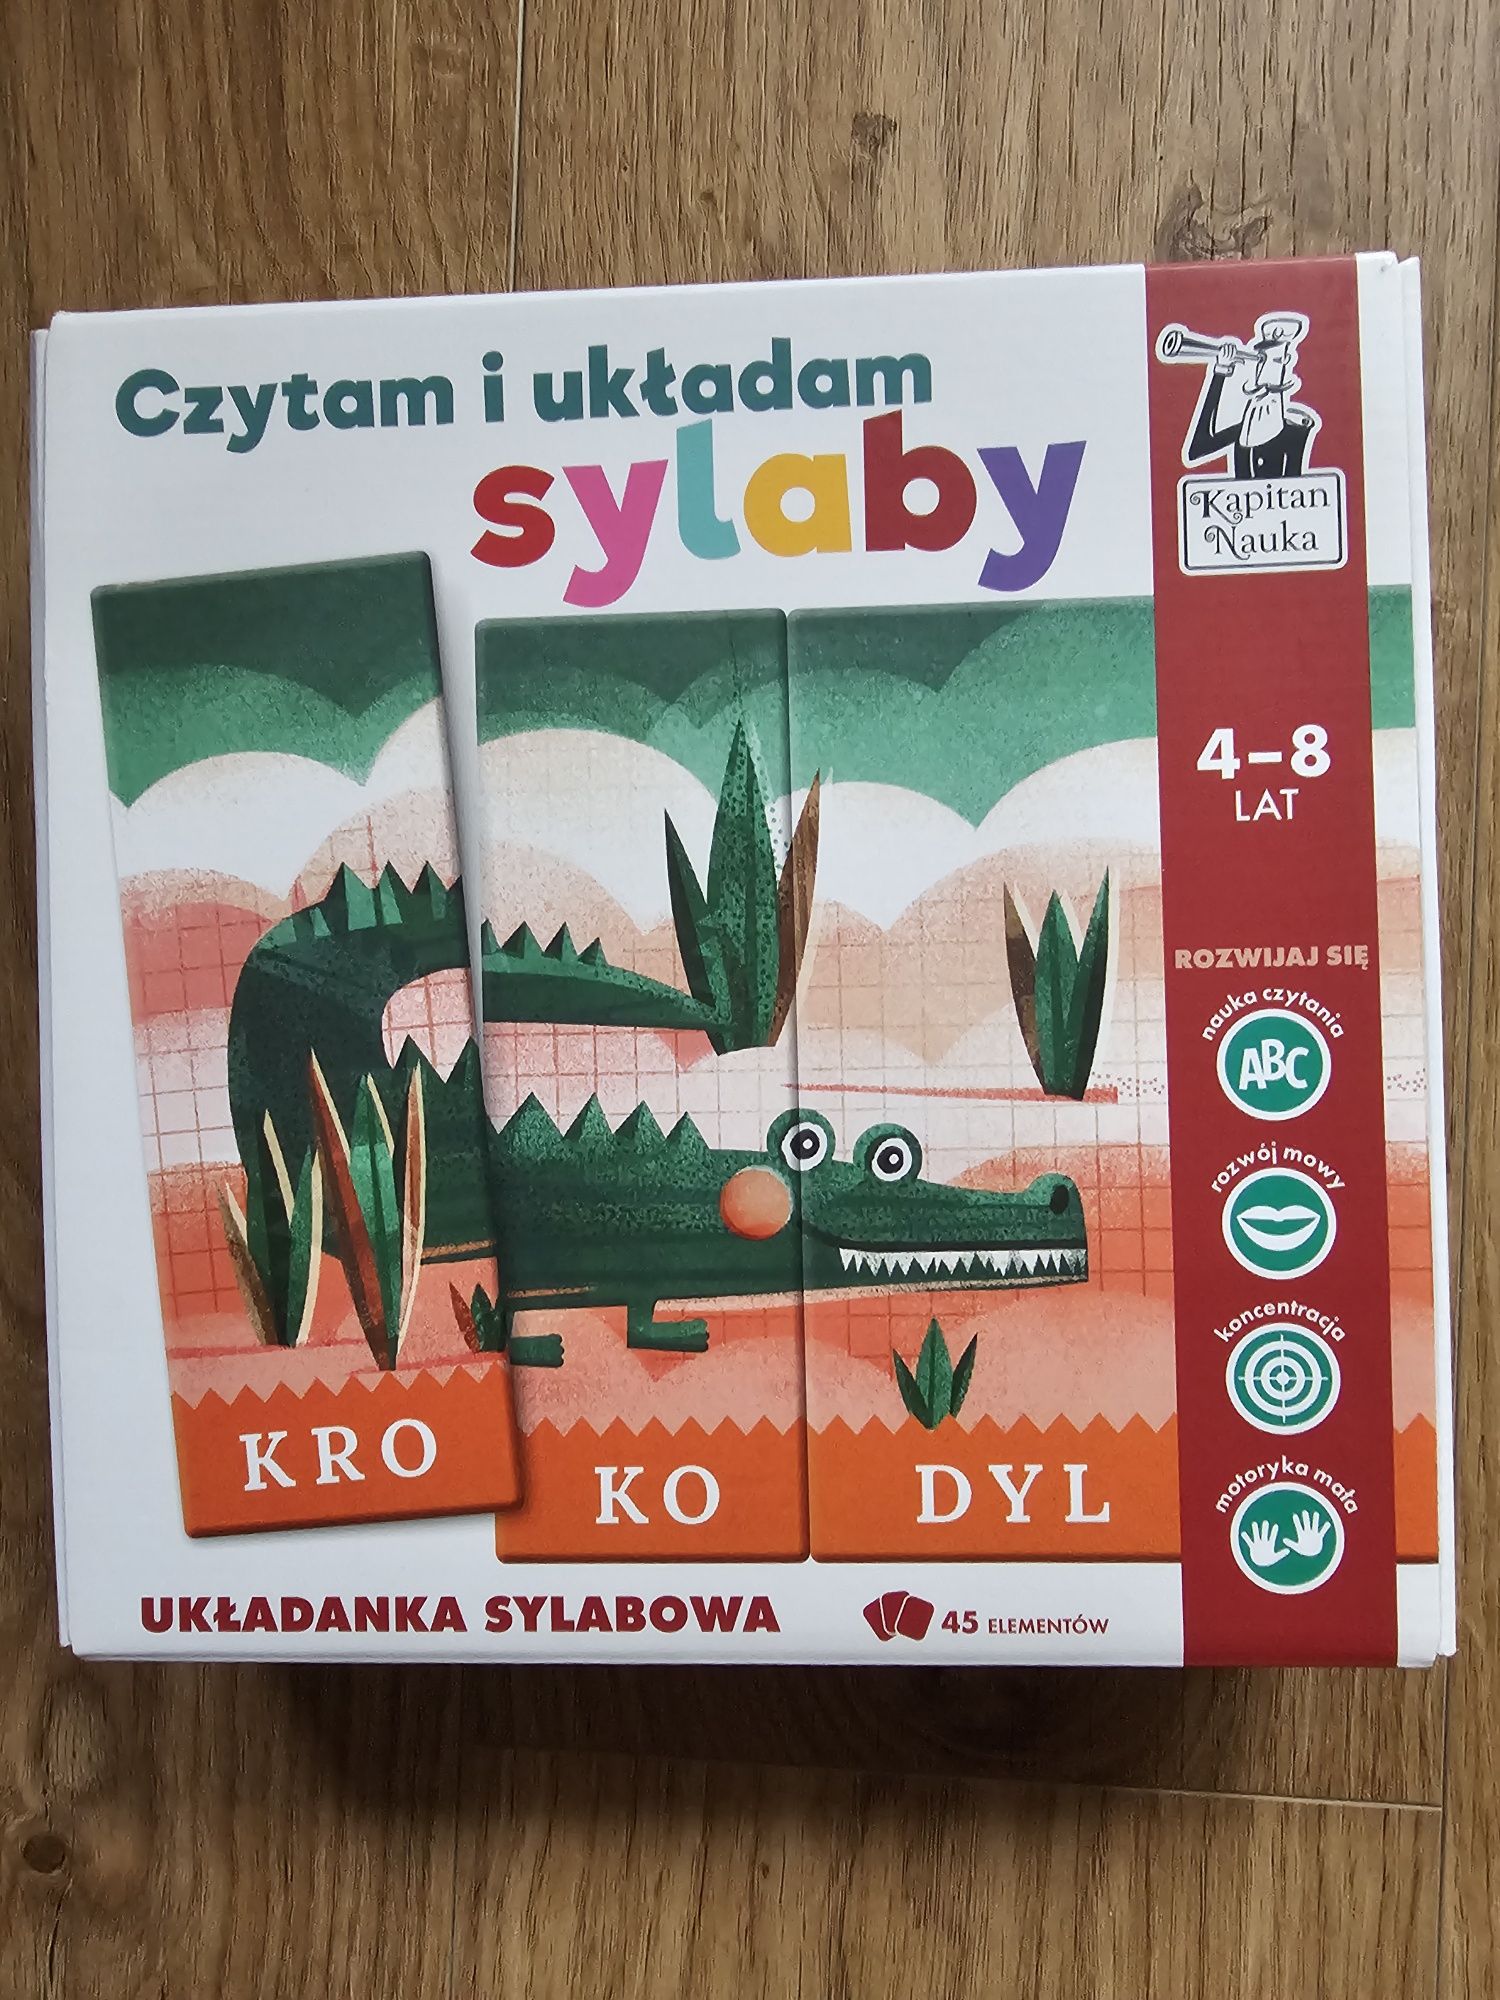 Czytam i układam
sylaby
Kapitan
Nauka
4–8
LAT
ROZWIJAJ SIĘ
nauka czytania
ABC
rozwój mowy
koncentracja
motoryka mała
KRO
KO
DYL
UKŁADANKA SYLABOWA
45 ELEMENTÓW